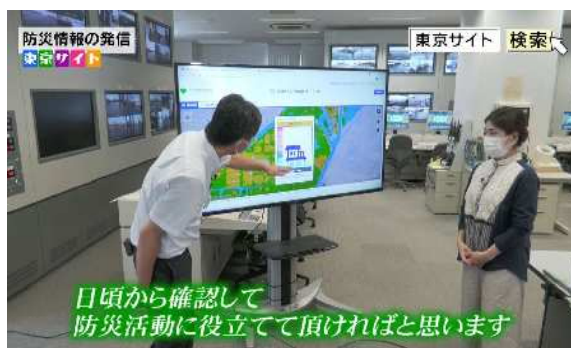 防災情報の発信
東京サイト
東京サイト 検索
日頃から確認して
防災活動に役立てて頂ければと思います